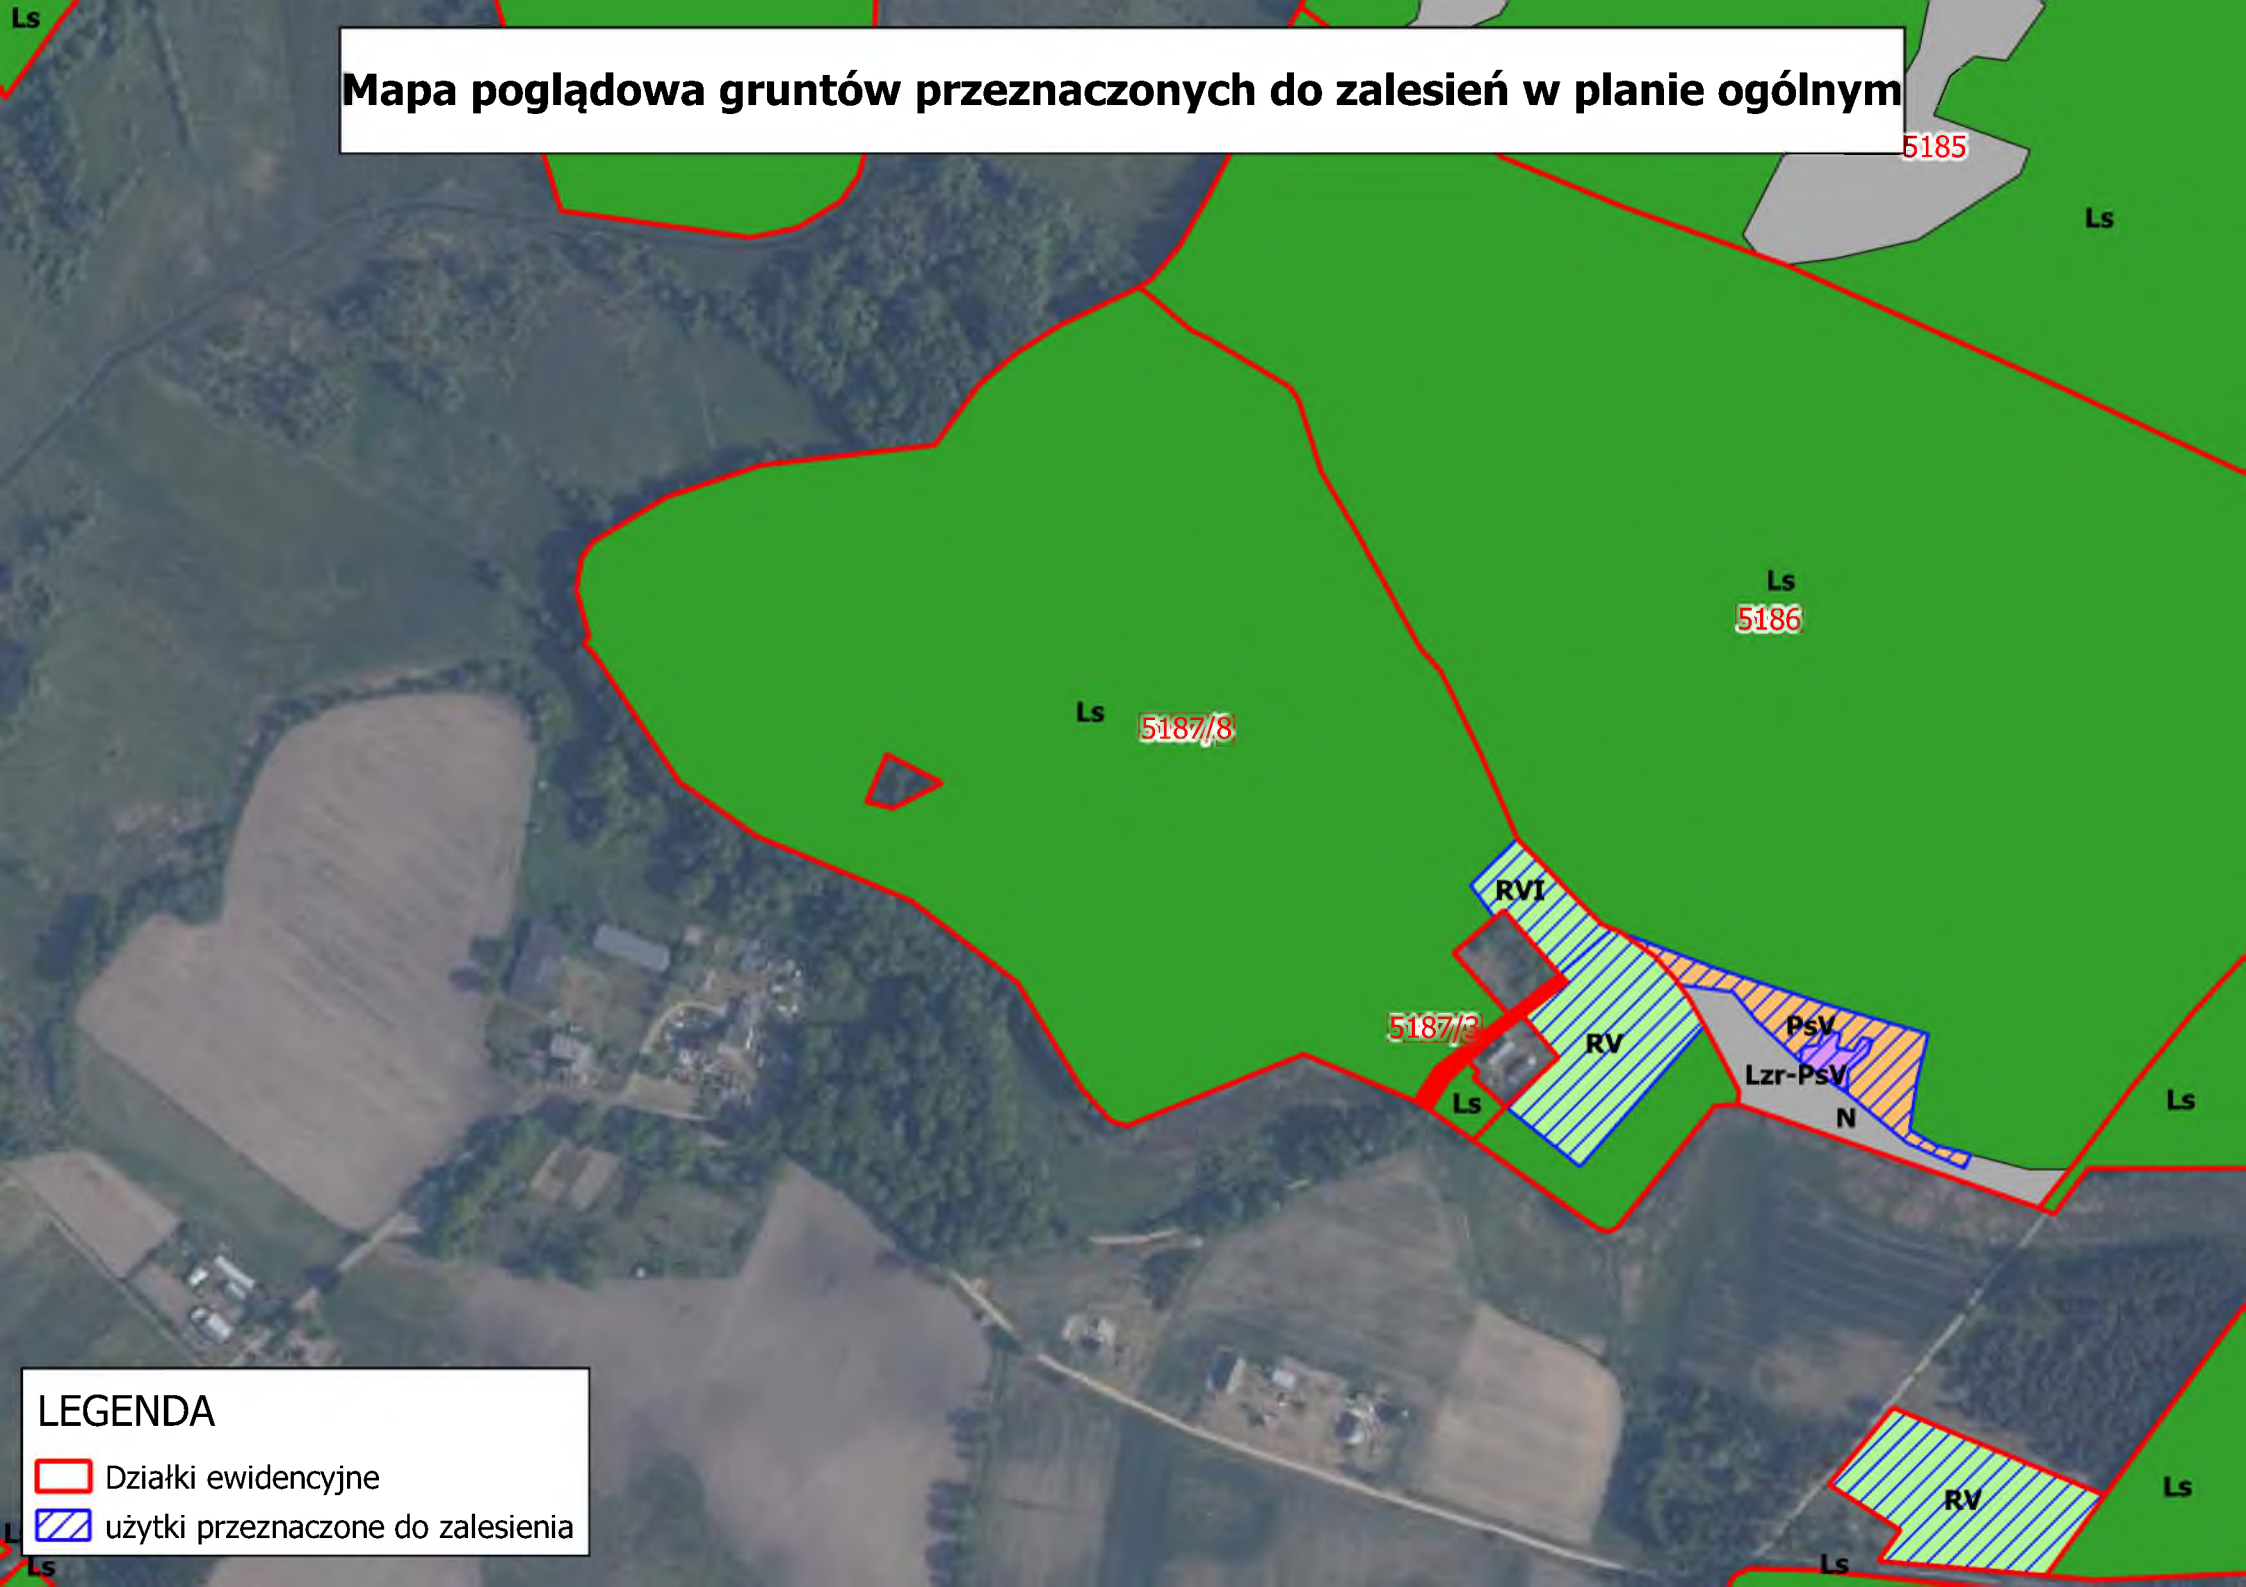 Ls
Mapa poglądowa gruntów przeznaczonych do zalesień w planie ogólnym
5185
Ls
Ls
5186
Ls
5187/8
RVI
5187/3
RV
PsV
Lzr-PsV
N
Ls
Ls
LEGENDA
Działki ewidencyjne
użytki przeznaczone do zalesienia
Ls
RV
Ls
Ls